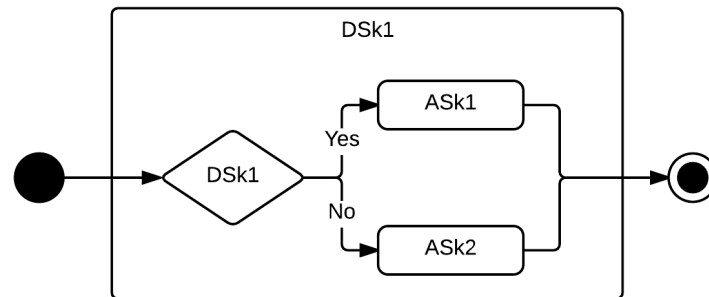 DSk1
ASk1
Yes
DSk1
No
ASk2